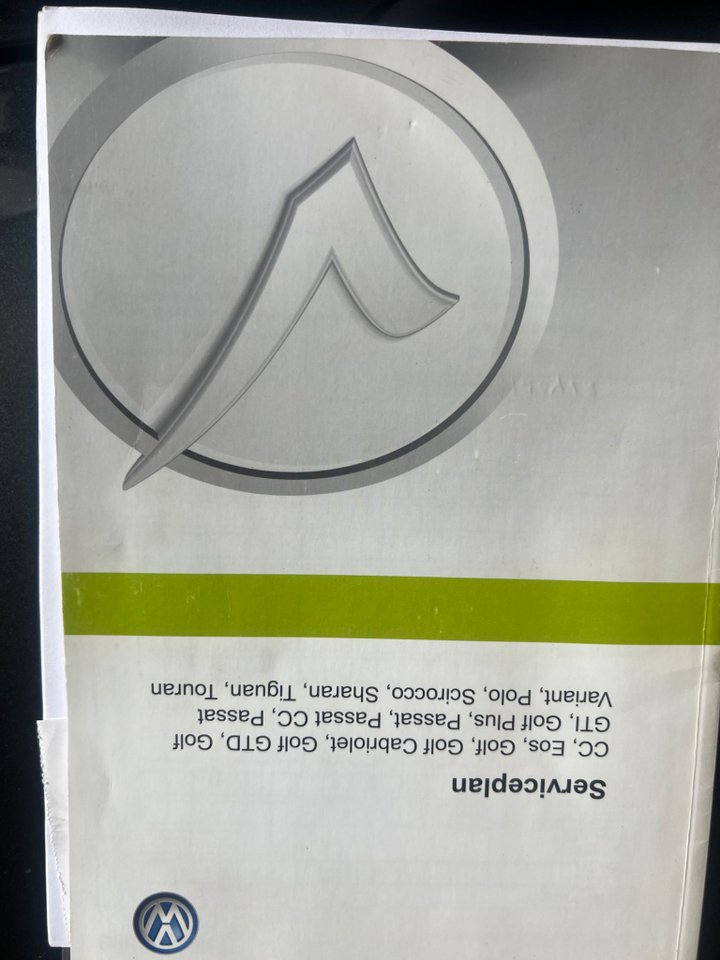 Serviceplan
CC, Eos, Golf, Golf Cabriolet, Golf GTD, Golf
GTI, Golf Plus, Passat, Passat CC, Passat
Variant, Polo, Scirocco, Sharan, Tiguan, Touran